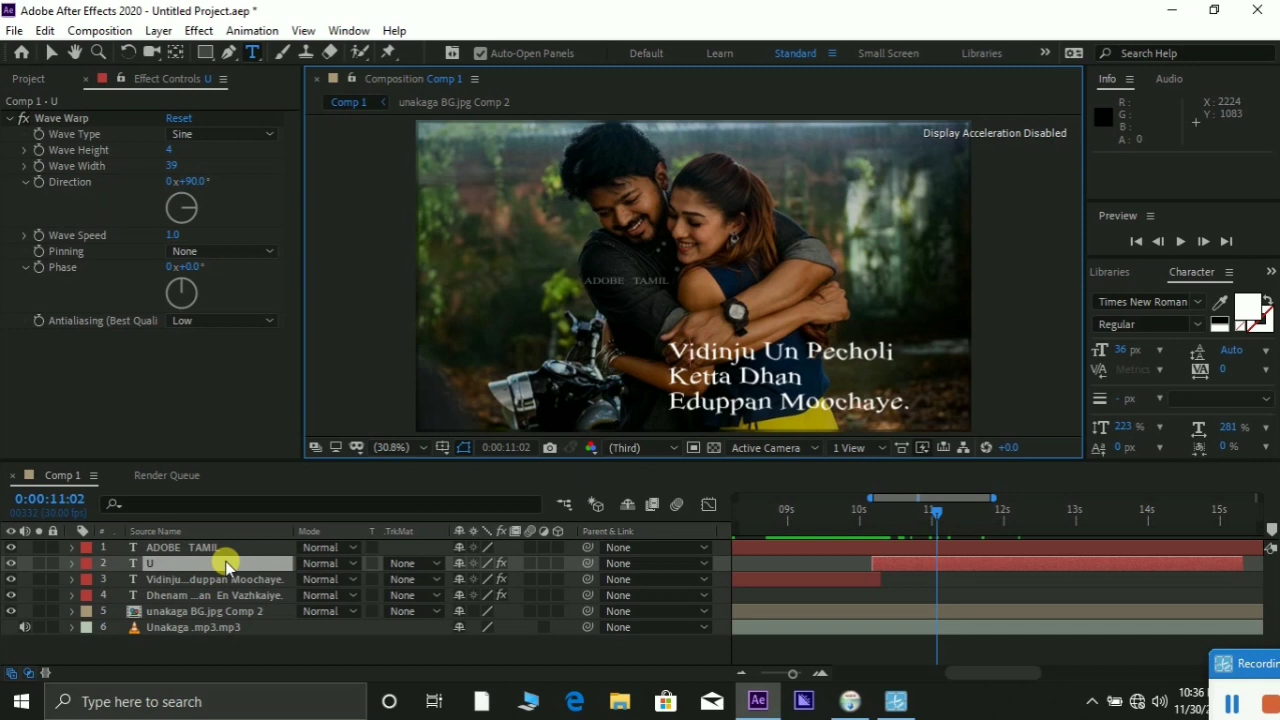 Adobe After Effects 2020 - Untitled Project.aep *
File Edit Composition Layer Effect Animation View Window Help
Auto-Open Panels Default Learn Standard Small Screen Libraries Search Help
Project Effect Controls U Composition Comp 1 Info Audio
Comp 1 - U
Comp 1 unakaga BG.jpg Comp 2
fx Wave Warp Reset
Wave Type Sine
Wave Height 4
Wave Width 39
Direction 0x+90.0°
Wave Speed 1.0
Pinning None
Phase 0x+0.0°
Antialiasing (Best Quali Low
Display Acceleration Disabled
ADOBE TAMIL
Vidinju Un Pecholi
Ketta Dhan
Eduppan Moochaye.
(30.8%) 0:00:11:02 (Third) Active Camera 1 View +0.0
R : X : 2224
G : Y : 1083
B :
A : 0
Preview
Libraries Character
Times New Roman
Regular
36 px Auto
Metrics 0
- px
223 % 281 %
0 px 0 %
Comp 1 Render Queue
0:00:11:02
00332 (30.00 fps)
09s 10s 11s 12s 13s 14s 15s
# Source Name Mode T .TrkMat Parent & Link
1 T ADOBE TAMIL Normal None
2 T U Normal None None
3 T Vidinju...duppan Moochaye. Normal None None
4 T Dhenam ...an En Vazhkaiye. Normal None None
5 unakaga BG.jpg Comp 2 Normal None None
6 Unakaga .mp3.mp3 None
Recordin
Type here to search
10:36
11/30/2